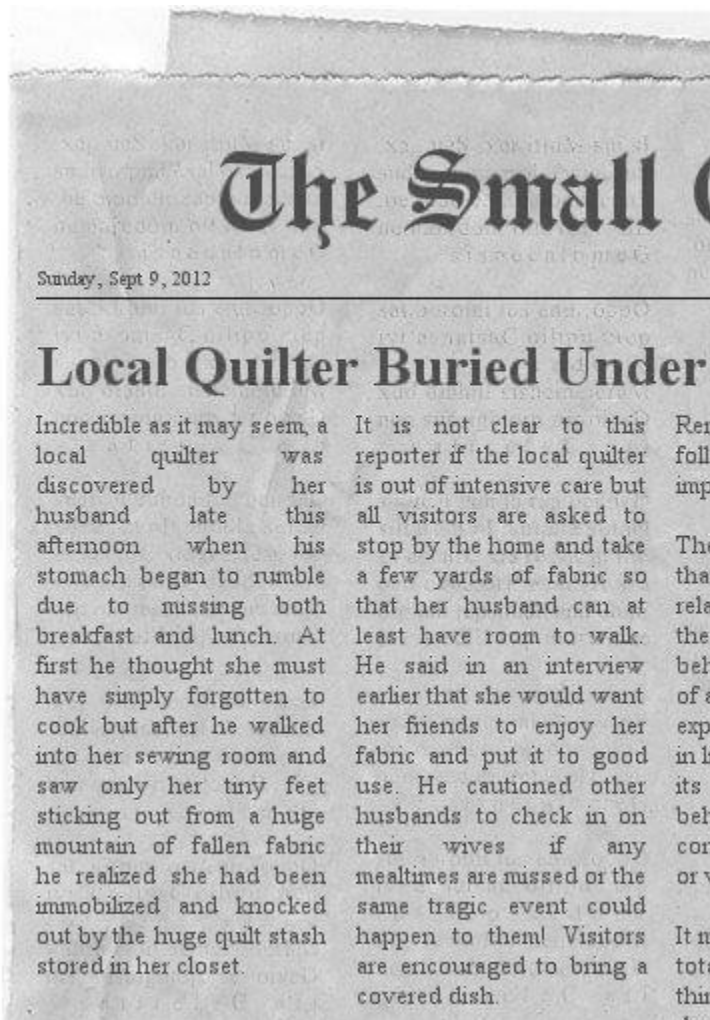 The Small
Sunday, Sept 9, 2012
Local Quilter Buried Under
Incredible as it may seem, a
local quilter was
discovered by her
husband late this
afternoon when his
stomach began to rumble
due to missing both
breakfast and lunch. At
first he thought she must
have simply forgotten to
cook but after he walked
into her sewing room and
saw only her tiny feet
sticking out from a huge
mountain of fallen fabric
he realized she had been
immobilized and knocked
out by the huge quilt stash
stored in her closet.
It is not clear to this
reporter if the local quilter
is out of intensive care but
all visitors are asked to
stop by the home and take
a few yards of fabric so
that her husband can at
least have room to walk.
He said in an interview
earlier that she would want
her friends to enjoy her
fabric and put it to good
use. He cautioned other
husbands to check in on
their wives if any
mealtimes are missed or the
same tragic event could
happen to them! Visitors
are encouraged to bring a
covered dish.
its
or
It